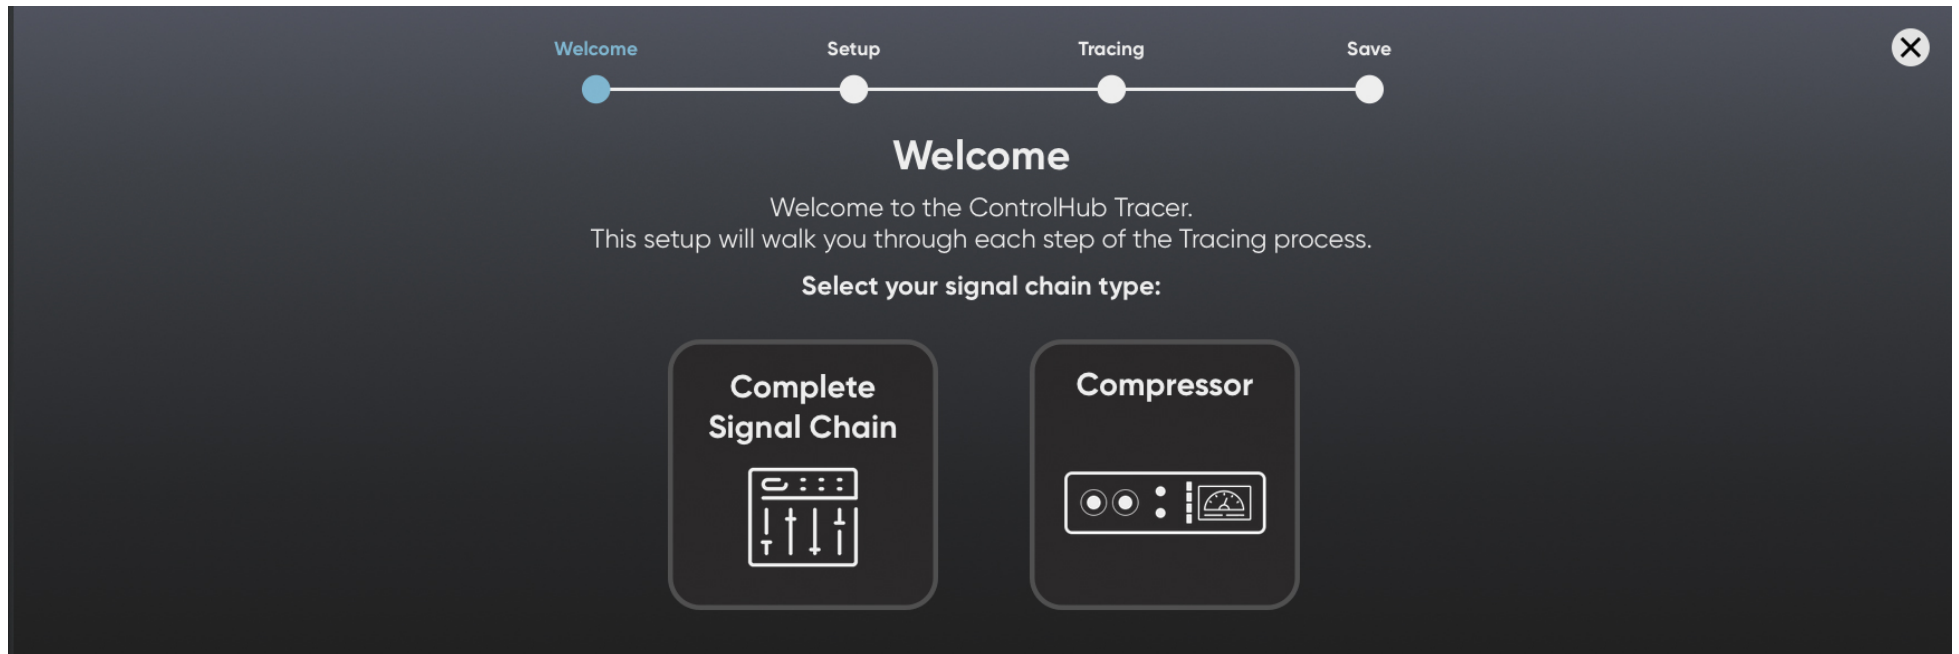 Welcome
Setup
Tracing
Save
Welcome
Welcome to the ControlHub Tracer.
This setup will walk you through each step of the Tracing process.
Select your signal chain type:
Complete
Signal Chain
Compressor